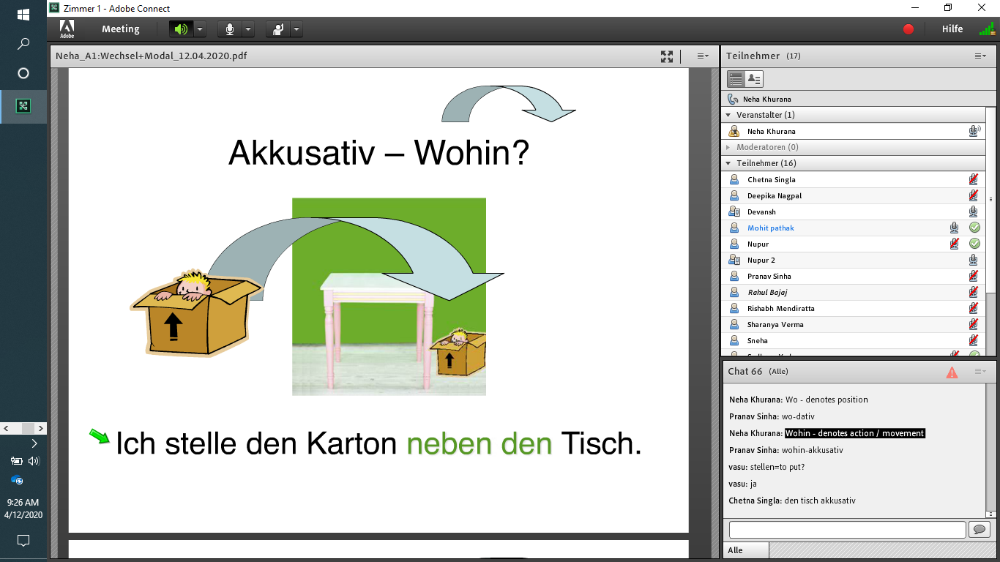 Zimmer 1 - Adobe Connect
Adobe
Meeting
Hilfe
Neha_A1:Wechsel+Modal_12.04.2020.pdf
Akkusativ – Wohin?
Ich stelle den Karton neben den Tisch.
Teilnehmer (17)
Neha Khurana
Veranstalter (1)
Neha Khurana
Moderatoren (0)
Teilnehmer (16)
Chetna Singla
Deepika Nagpal
Devansh
Mohit pathak
Nupur
Nupur 2
Pranav Sinha
Rahul Bajaj
Rishabh Mendiratta
Sharanya Verma
Sneha
Chat 66 (Alle)
Neha Khurana: Wo - denotes position
Pranav Sinha: wo-dativ
Neha Khurana: Wohin - denotes action / movement
Pranav Sinha: wohin-akkusativ
vasu: stellen=to put?
vasu: ja
Chetna Singla: den tisch akkusativ
Alle
9:26 AM
4/12/2020